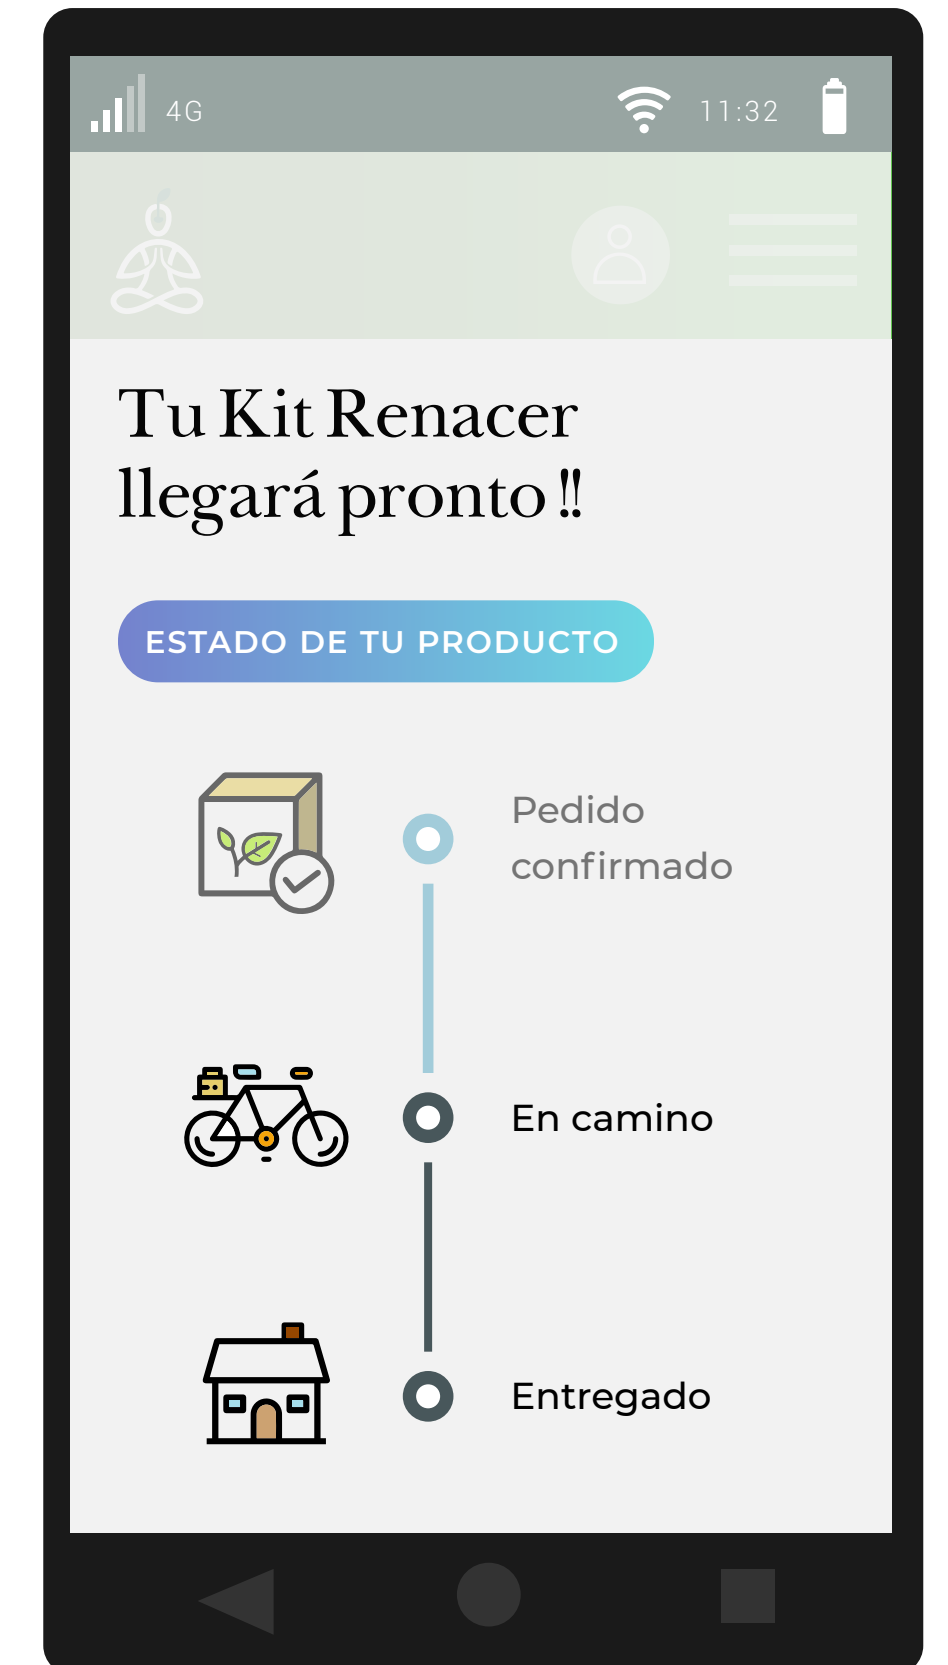 4G
11:32
Tu Kit Renacer
llegará pronto !!
ESTADO DE TU PRODUCTO
Pedido
confirmado
En camino
Entregado